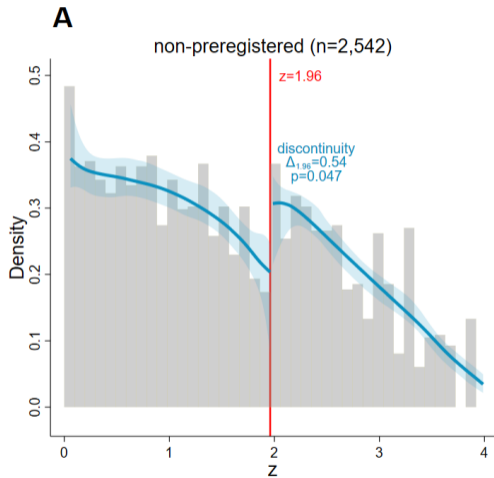 A
non-preregistered (n=2,542)
z=1.96
discontinuity
Δ1.96=0.54
p=0.047
Density
0.5
0.4
0.3
0.2
0.1
0.0
0 1 2 3 4
z